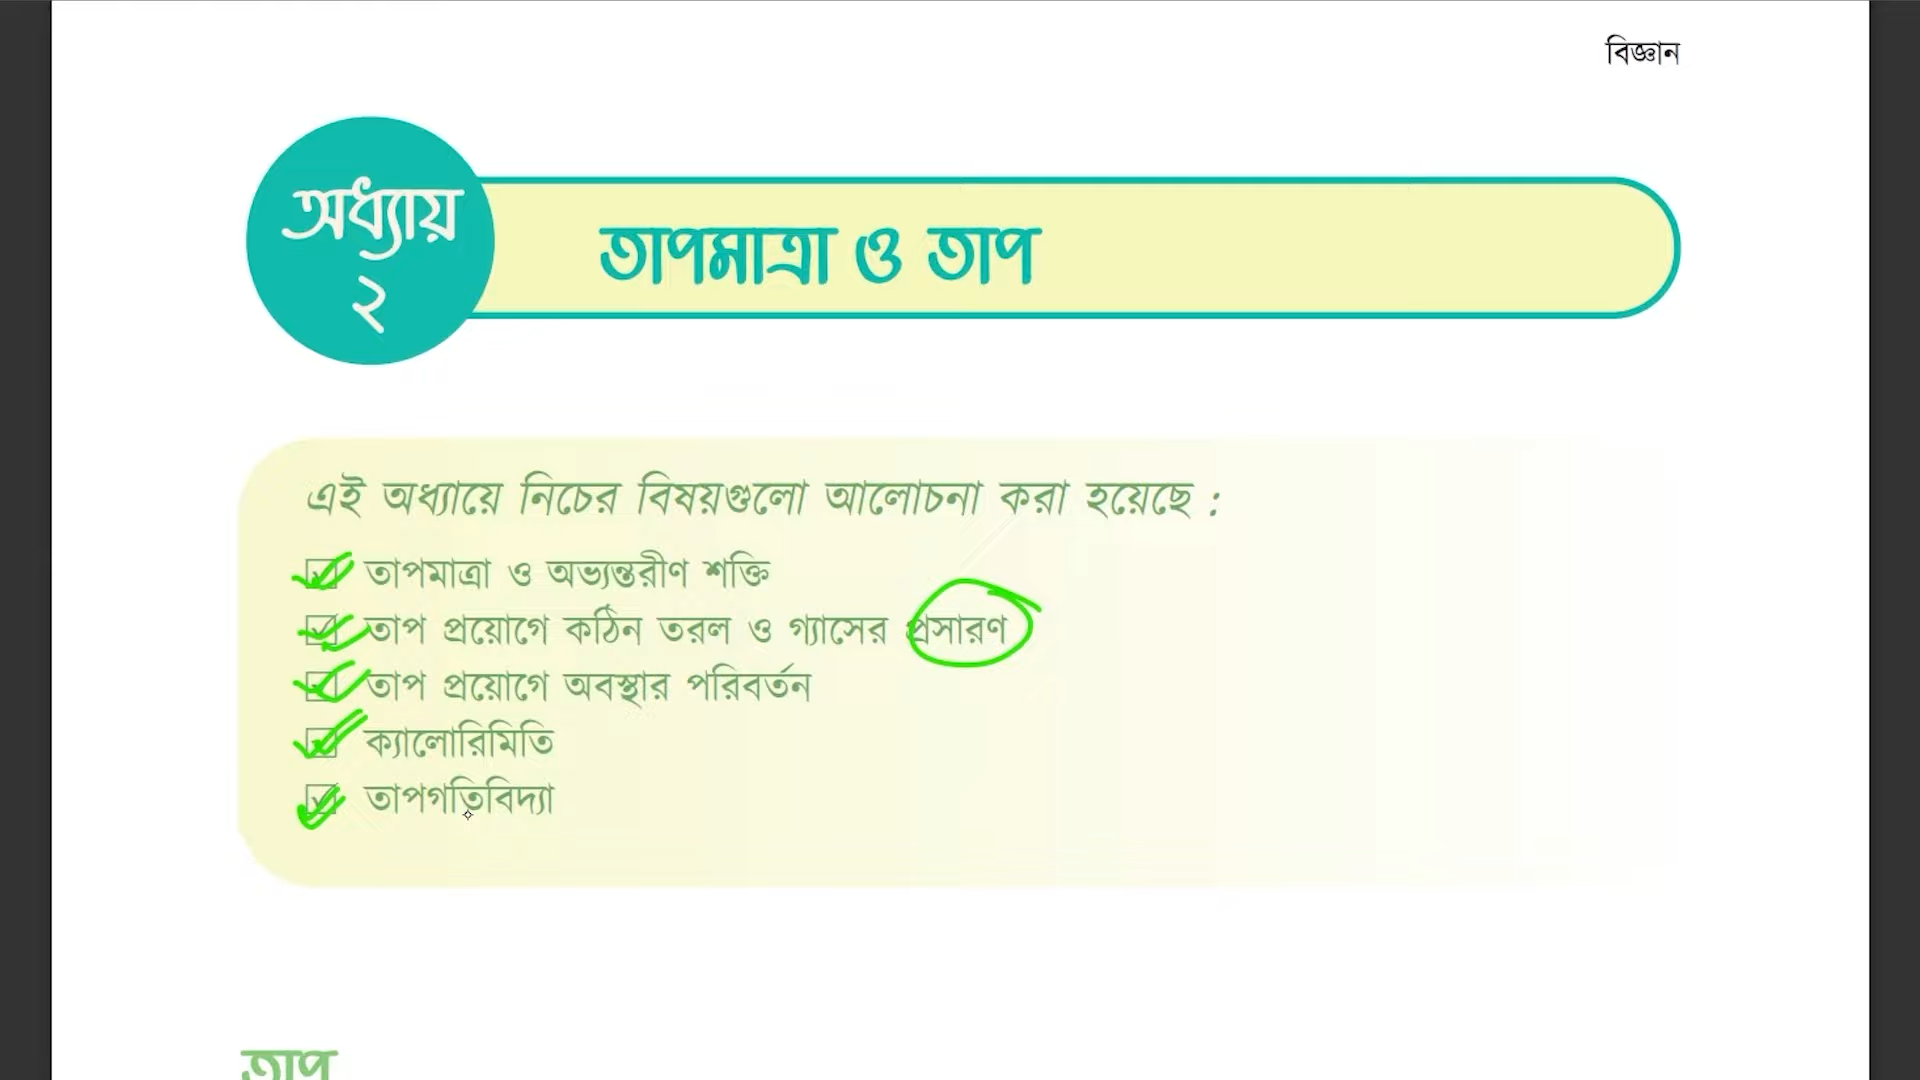 বিজ্ঞান
অধ্যায়
২
তাপমাত্রা ও তাপ
এই অধ্যায়ে নিচের বিষয়গুলো আলোচনা করা হয়েছে :
তাপমাত্রা ও অভ্যন্তরীণ শক্তি
তাপ প্রয়োগে কঠিন তরল ও গ্যাসের প্রসারণ
তাপ প্রয়োগে অবস্থার পরিবর্তন
ক্যালোরিমিতি
তাপগতিবিদ্যা
তাপ